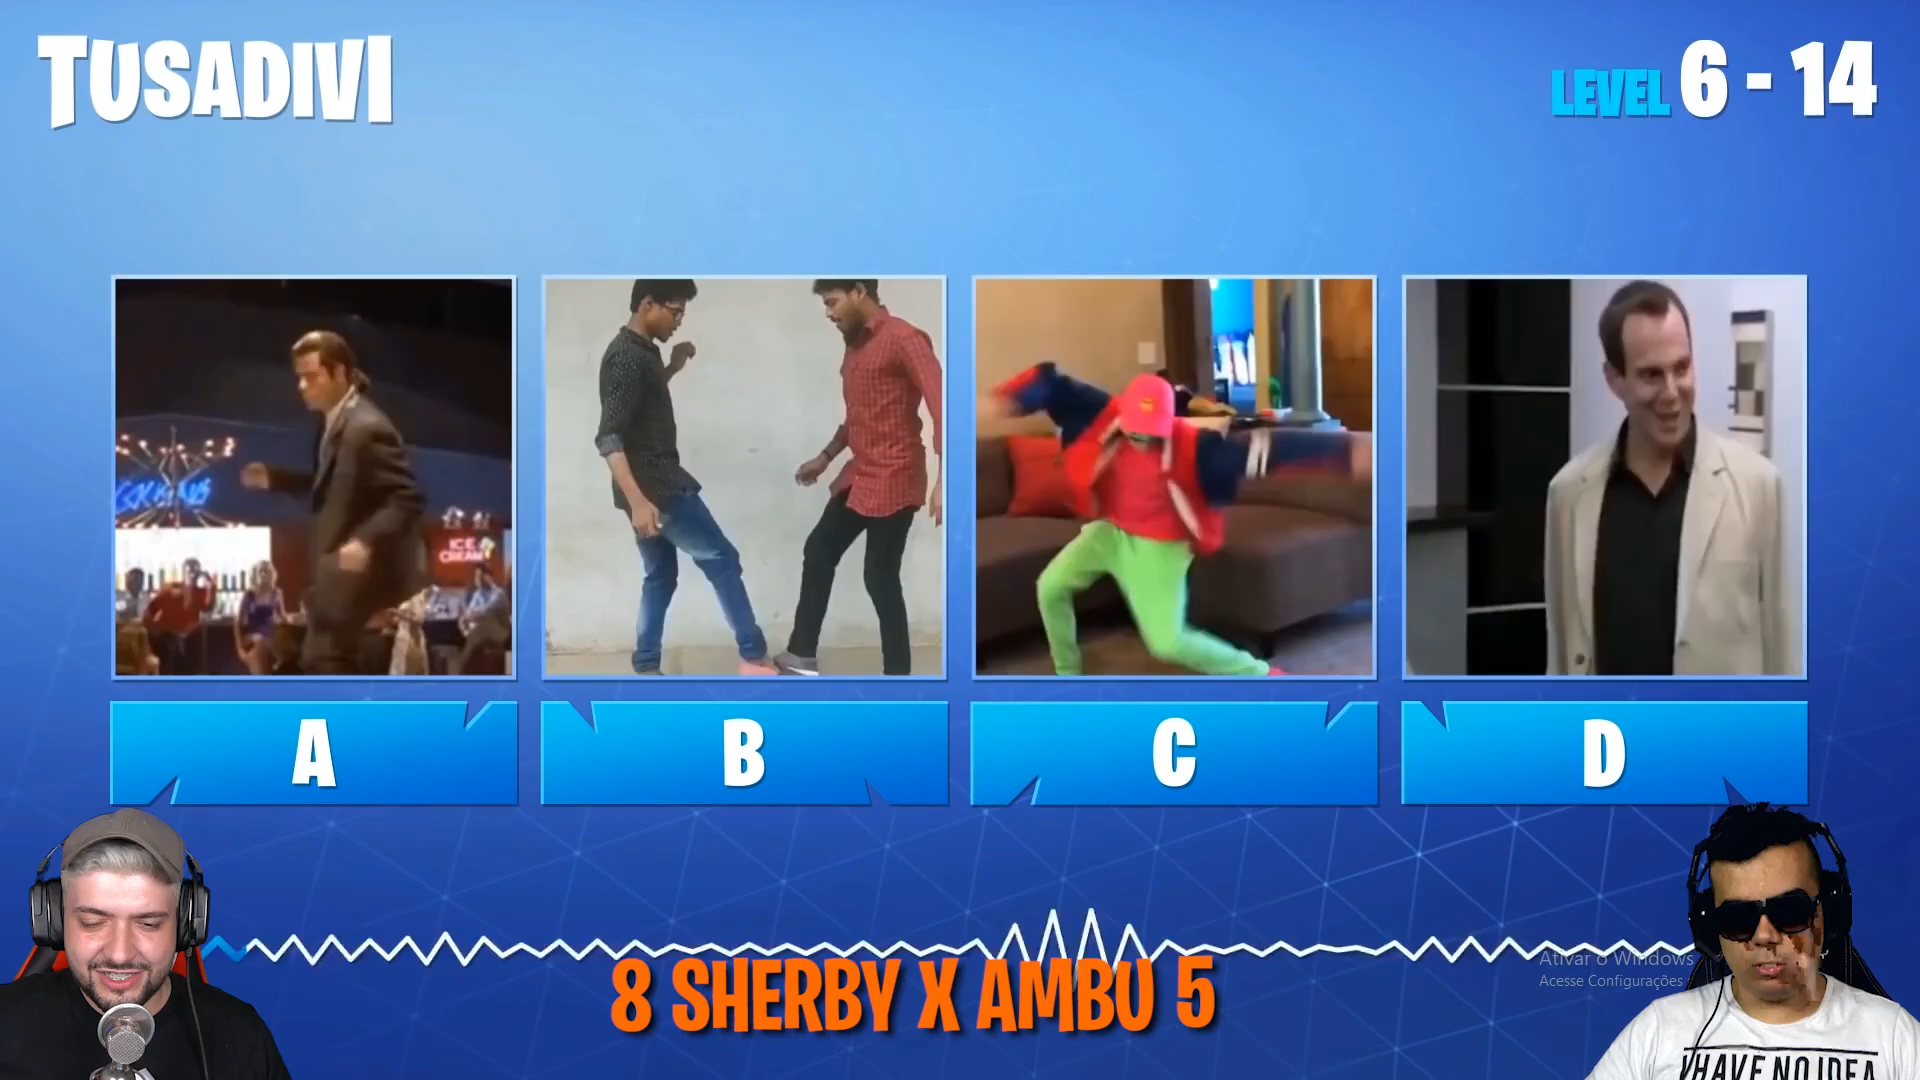 TUSADIVI
LEVEL 6 - 14
ICE
CREAM
A
B
C
D
8 SHERBY X AMBU 5
Ativar o Windows
Acesse Configurações
HAVE NO IDEA